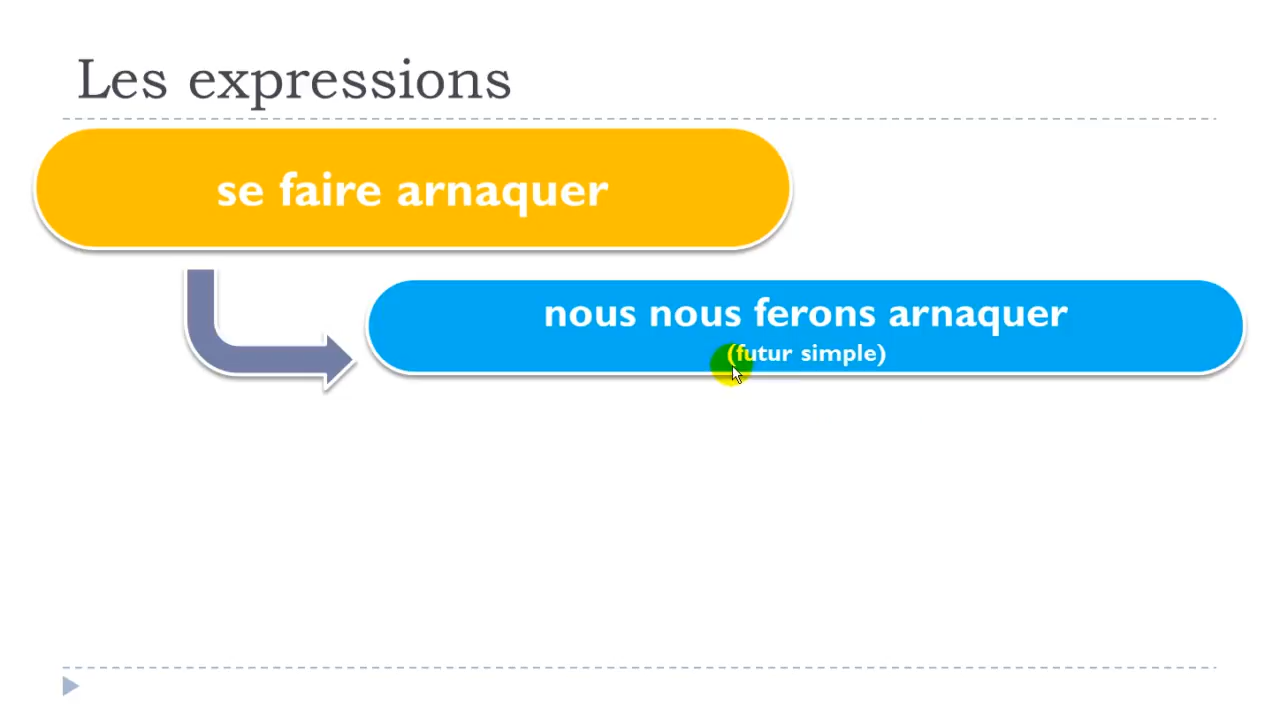 Les expressions
se faire arnaquer
nous nous ferons arnaquer
(futur simple)